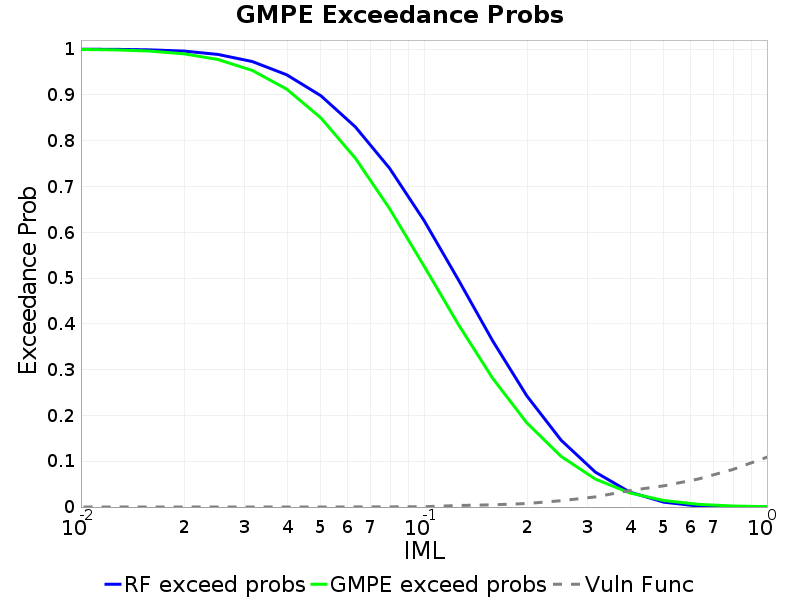 GMPE Exceedance Probs
Exceedance Prob
1
0.9
0.8
0.7
0.6
0.5
0.4
0.3
0.2
0.1
0
10^-2 2 3 4 5 6 7 10^-1 2 3 4 5 6 7 10^0
IML
RF exceed probs GMPE exceed probs Vuln Func